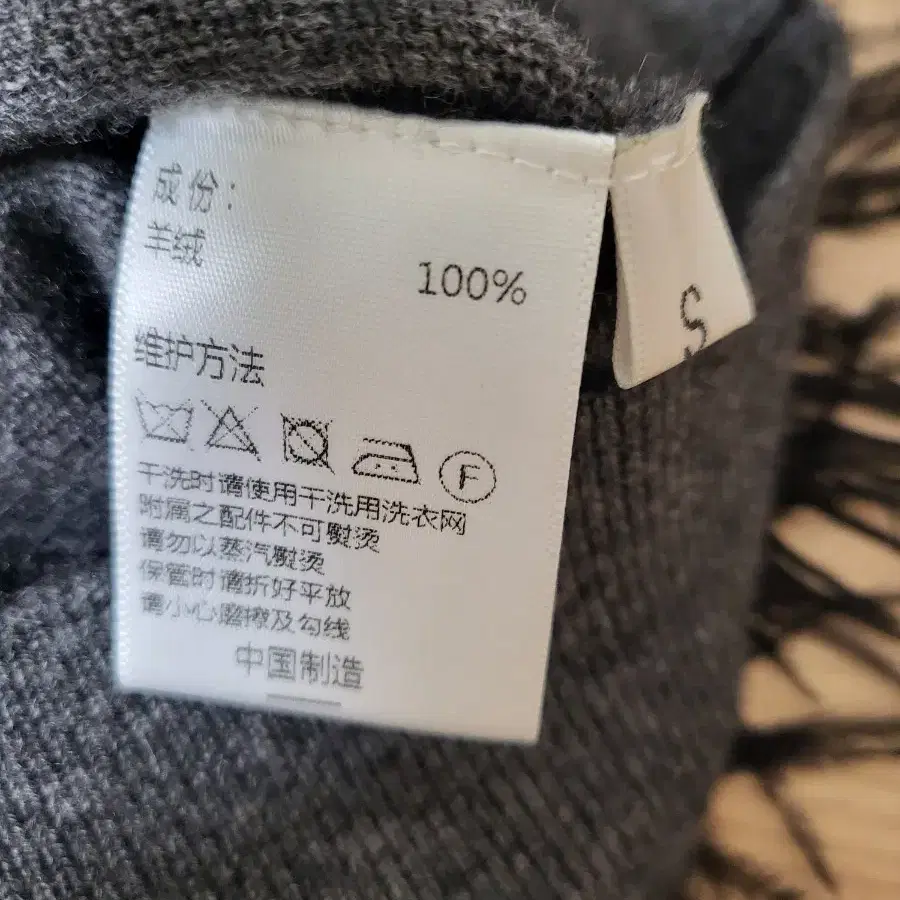 成份：
羊绒
100%
S
维护方法
F
干洗时请使用干洗用洗衣网
附属之配件不可熨烫
请勿以蒸汽熨烫
保管时请折好平放
请小心磨擦及勾线
中国制造